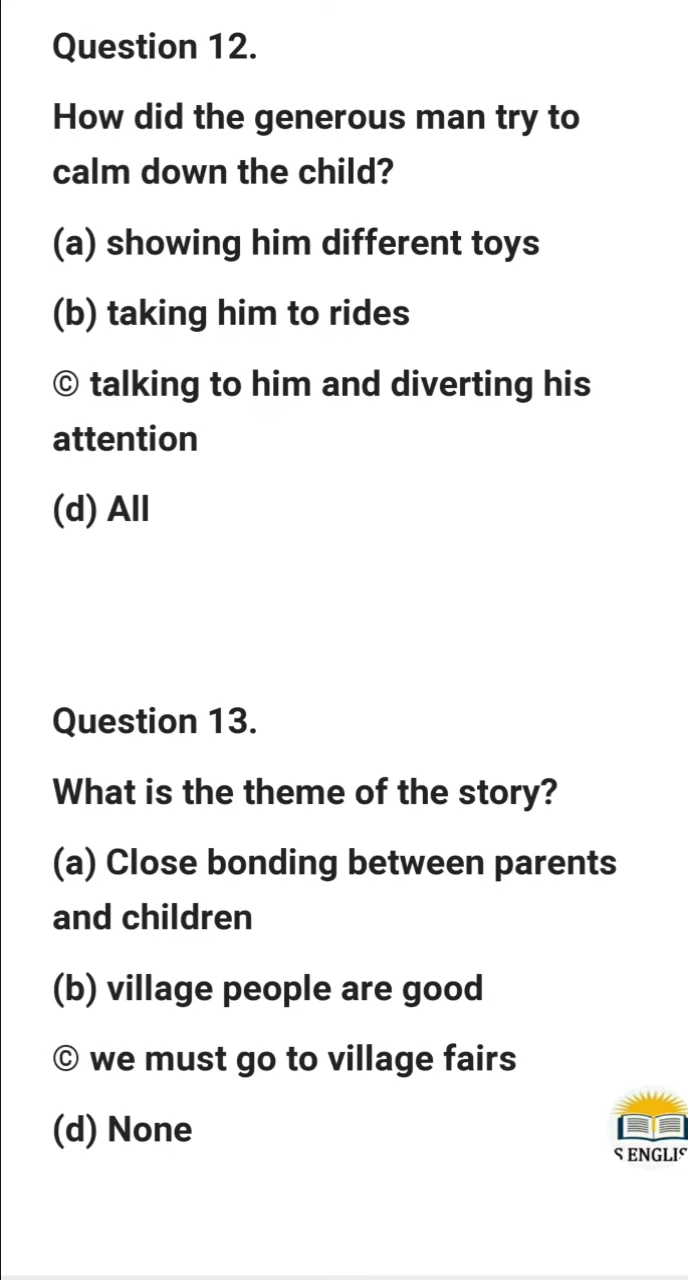 Question 12.
How did the generous man try to
calm down the child?
(a) showing him different toys
(b) taking him to rides
© talking to him and diverting his
attention
(d) All
Question 13.
What is the theme of the story?
(a) Close bonding between parents
and children
(b) village people are good
© we must go to village fairs
(d) None
S ENGLIS